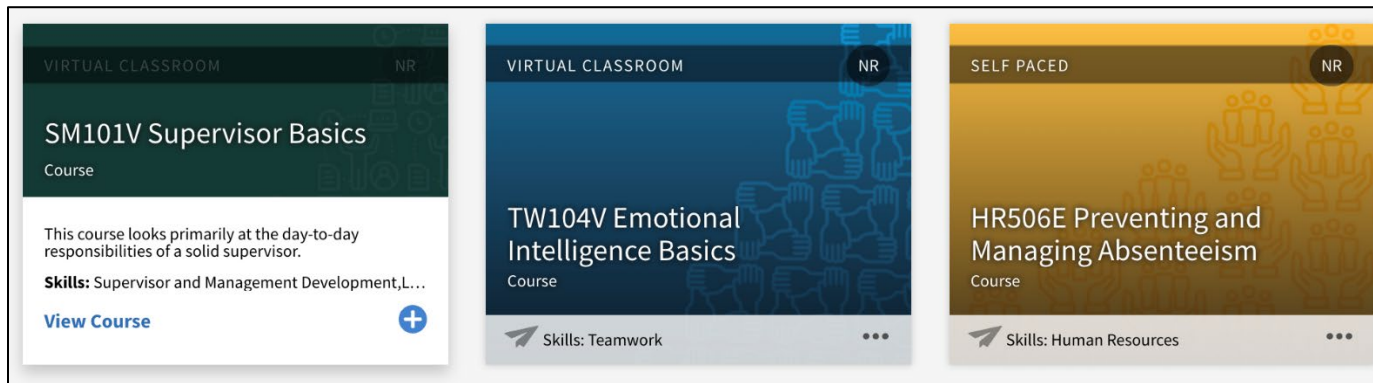 VIRTUAL CLASSROOM
NR
SM101V Supervisor Basics
Course
This course looks primarily at the day-to-day
responsibilities of a solid supervisor.
Skills: Supervisor and Management Development,L...
View Course
VIRTUAL CLASSROOM
NR
TW104V Emotional
Intelligence Basics
Course
Skills: Teamwork
SELF PACED
NR
HR506E Preventing and
Managing Absenteeism
Course
Skills: Human Resources